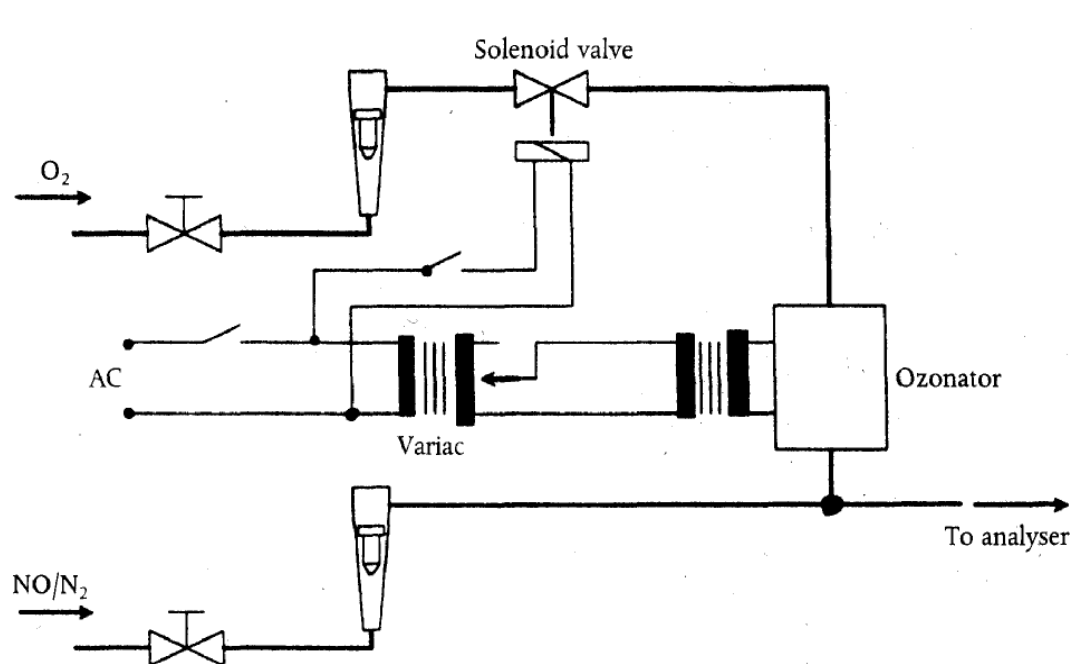 Solenoid valve
O₂
AC
Ozonator
Variac
To analyser
NO/N₂